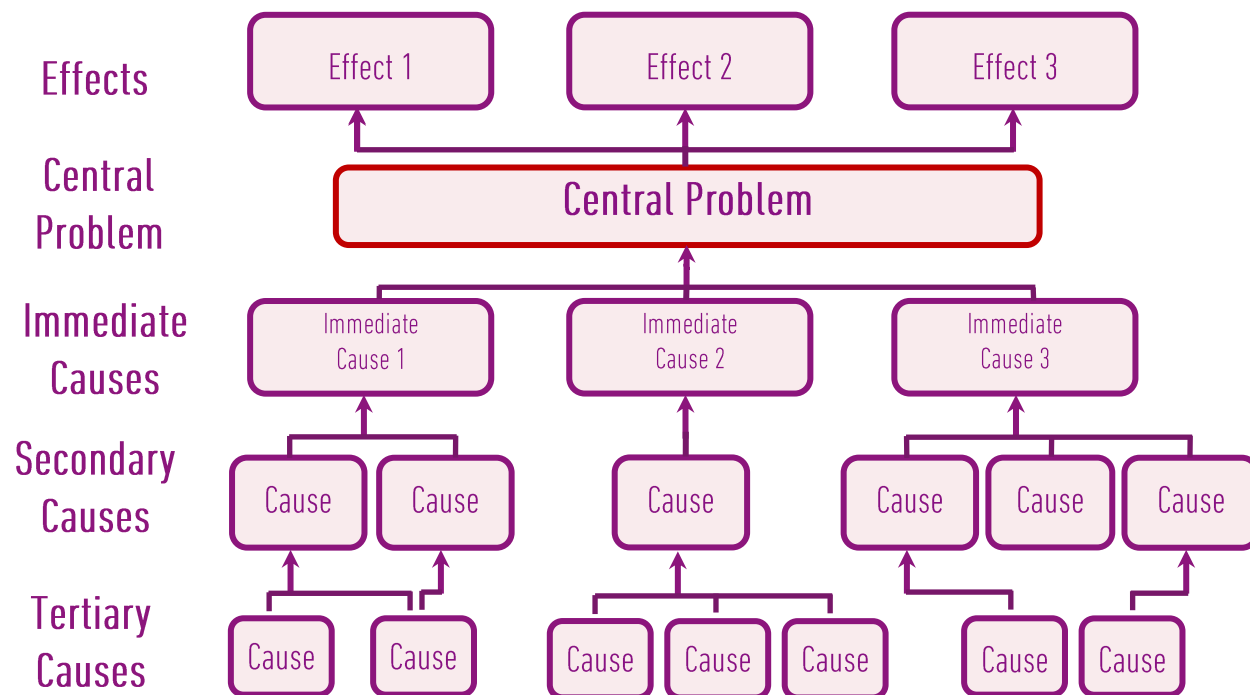 Effects
Effect 1
Effect 2
Effect 3
Central
Problem
Central Problem
Immediate
Causes
Immediate
Cause 1
Immediate
Cause 2
Immediate
Cause 3
Secondary
Causes
Cause
Cause
Cause
Cause
Cause
Cause
Tertiary
Causes
Cause
Cause
Cause
Cause
Cause
Cause
Cause